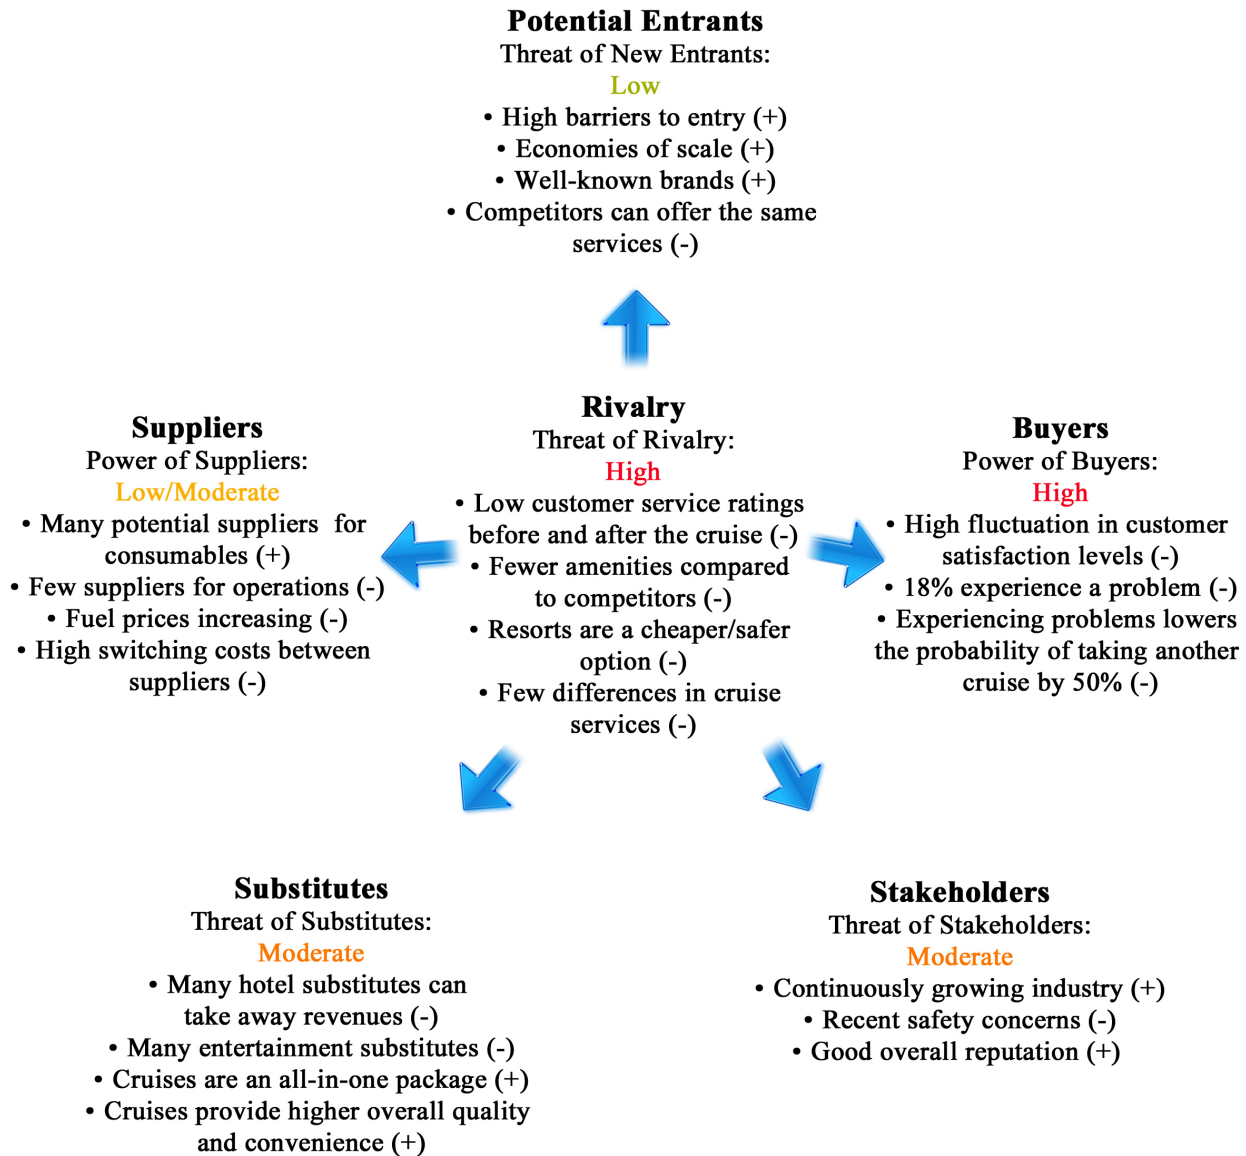 Potential Entrants
Threat of New Entrants:
Low
• High barriers to entry (+)
• Economies of scale (+)
• Well-known brands (+)
• Competitors can offer the same
services (-)
Suppliers
Power of Suppliers:
Low/Moderate
• Many potential suppliers for
consumables (+)
• Few suppliers for operations (-)
• Fuel prices increasing (-)
• High switching costs between
suppliers (-)
Rivalry
Threat of Rivalry:
High
• Low customer service ratings
before and after the cruise (-)
• Fewer amenities compared
to competitors (-)
• Resorts are a cheaper/safer
option (-)
• Few differences in cruise
services (-)
Buyers
Power of Buyers:
High
• High fluctuation in customer
satisfaction levels (-)
• 18% experience a problem (-)
• Experiencing problems lowers
the probability of taking another
cruise by 50% (-)
Substitutes
Threat of Substitutes:
Moderate
• Many hotel substitutes can
take away revenues (-)
• Many entertainment substitutes (-)
• Cruises are an all-in-one package (+)
• Cruises provide higher overall quality
and convenience (+)
Stakeholders
Threat of Stakeholders:
Moderate
• Continuously growing industry (+)
• Recent safety concerns (-)
• Good overall reputation (+)